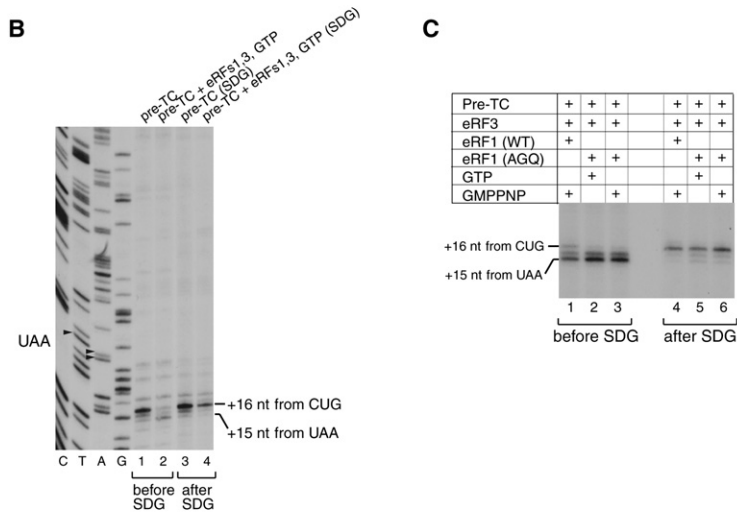 B
pre-TC
pre-TC + eRFs1,3, GTP
pre-TC (SDG)
pre-TC + eRFs1,3, GTP (SDG)
UAA
+16 nt from CUG
+15 nt from UAA
C T A G 1 2 3 4
before SDG
after SDG
C
Pre-TC + + + + + +
eRF3 + + + + + +
eRF1 (WT) + +
eRF1 (AGQ) + + + +
GTP + +
GMPPNP + + + +
+16 nt from CUG
+15 nt from UAA
1 2 3 4 5 6
before SDG after SDG